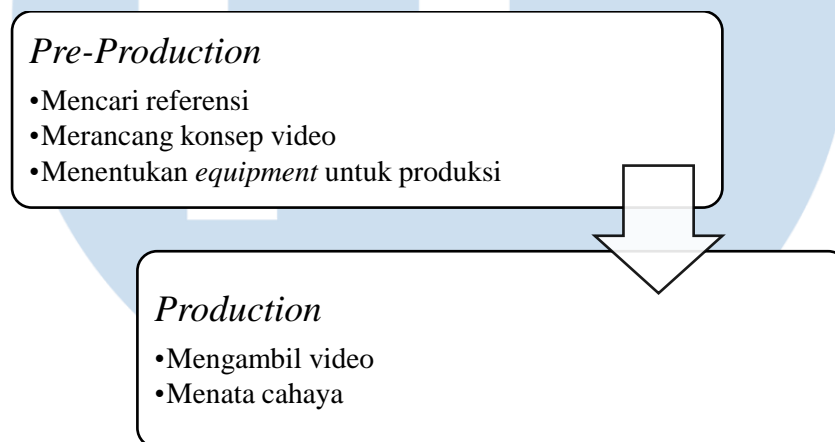 Pre-Production
•Mencari referensi
•Merancang konsep video
•Menentukan equipment untuk produksi
Production
•Mengambil video
•Menata cahaya